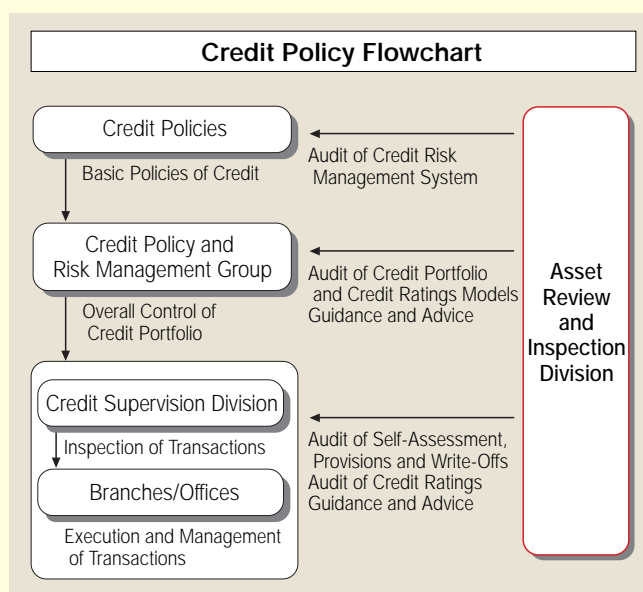 Credit Policy Flowchart
Credit Policies
Basic Policies of Credit
Audit of Credit Risk
Management System
Credit Policy and
Risk Management Group
Overall Control of
Credit Portfolio
Audit of Credit Portfolio
and Credit Ratings Models
Guidance and Advice
Credit Supervision Division
Inspection of Transactions
Branches/Offices
Execution and Management
of Transactions
Audit of Self-Assessment,
Provisions and Write-Offs
Audit of Credit Ratings
Guidance and Advice
Asset
Review
and
Inspection
Division